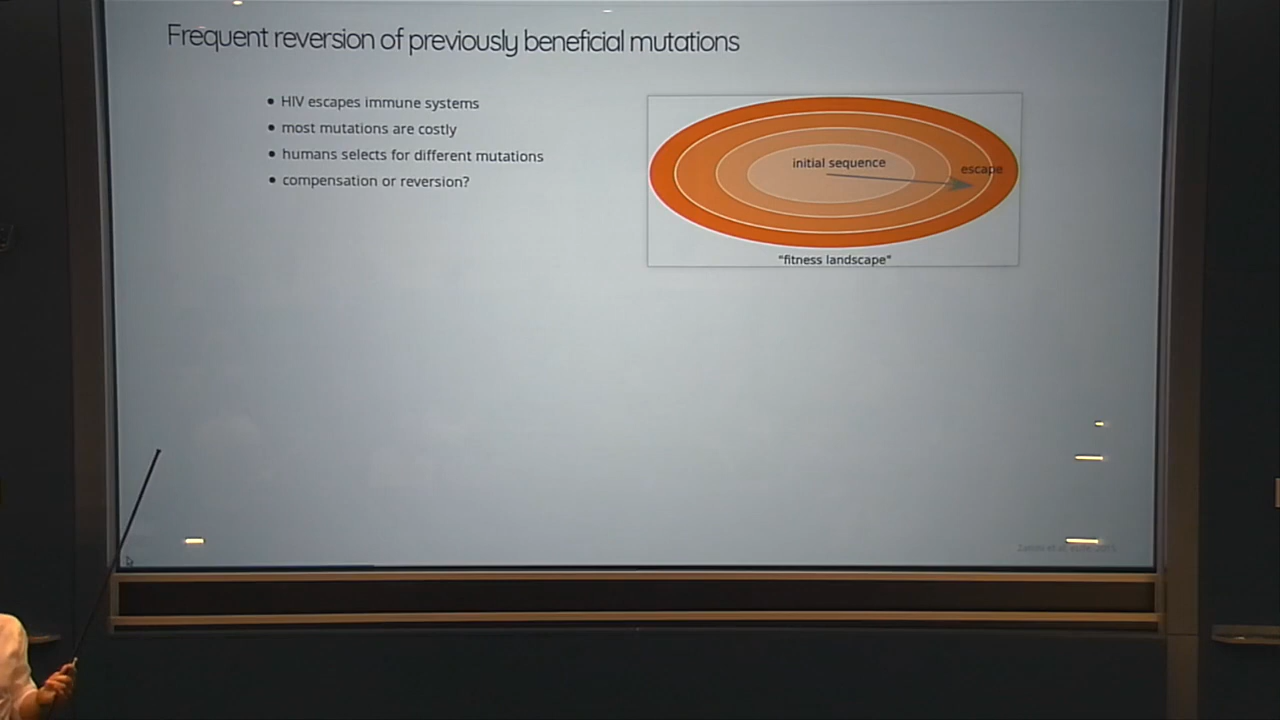 Frequent reversion of previously beneficial mutations
HIV escapes immune systems
most mutations are costly
humans selects for different mutations
compensation or reversion?
initial sequence
escape
"fitness landscape"